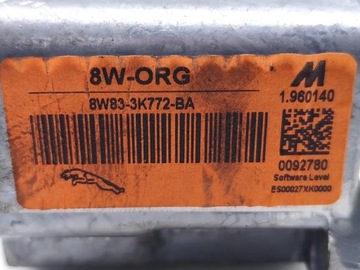 8W-ORG
8W83-3K772-BA
1.960140
0092780
Software Level
ES00027XK0000